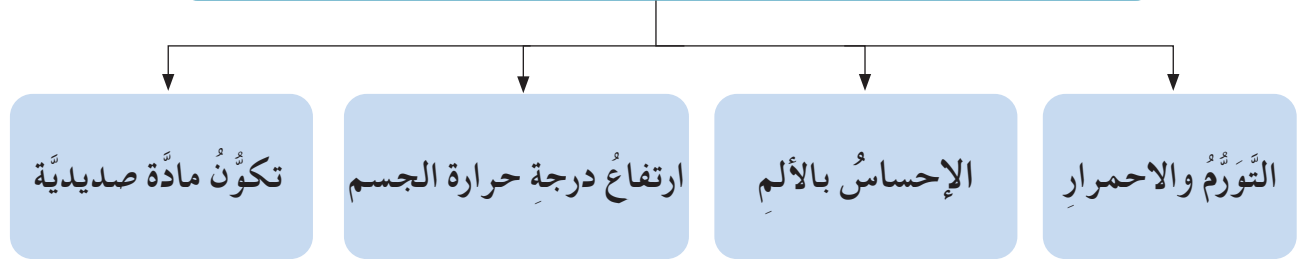 التَّوَرُّمُ والاحمرارِ
الإحساسُ بالألمِ
ارتفاعُ درجةِ حرارة الجسم
تكوُّنُ مادَّة صديديَّة